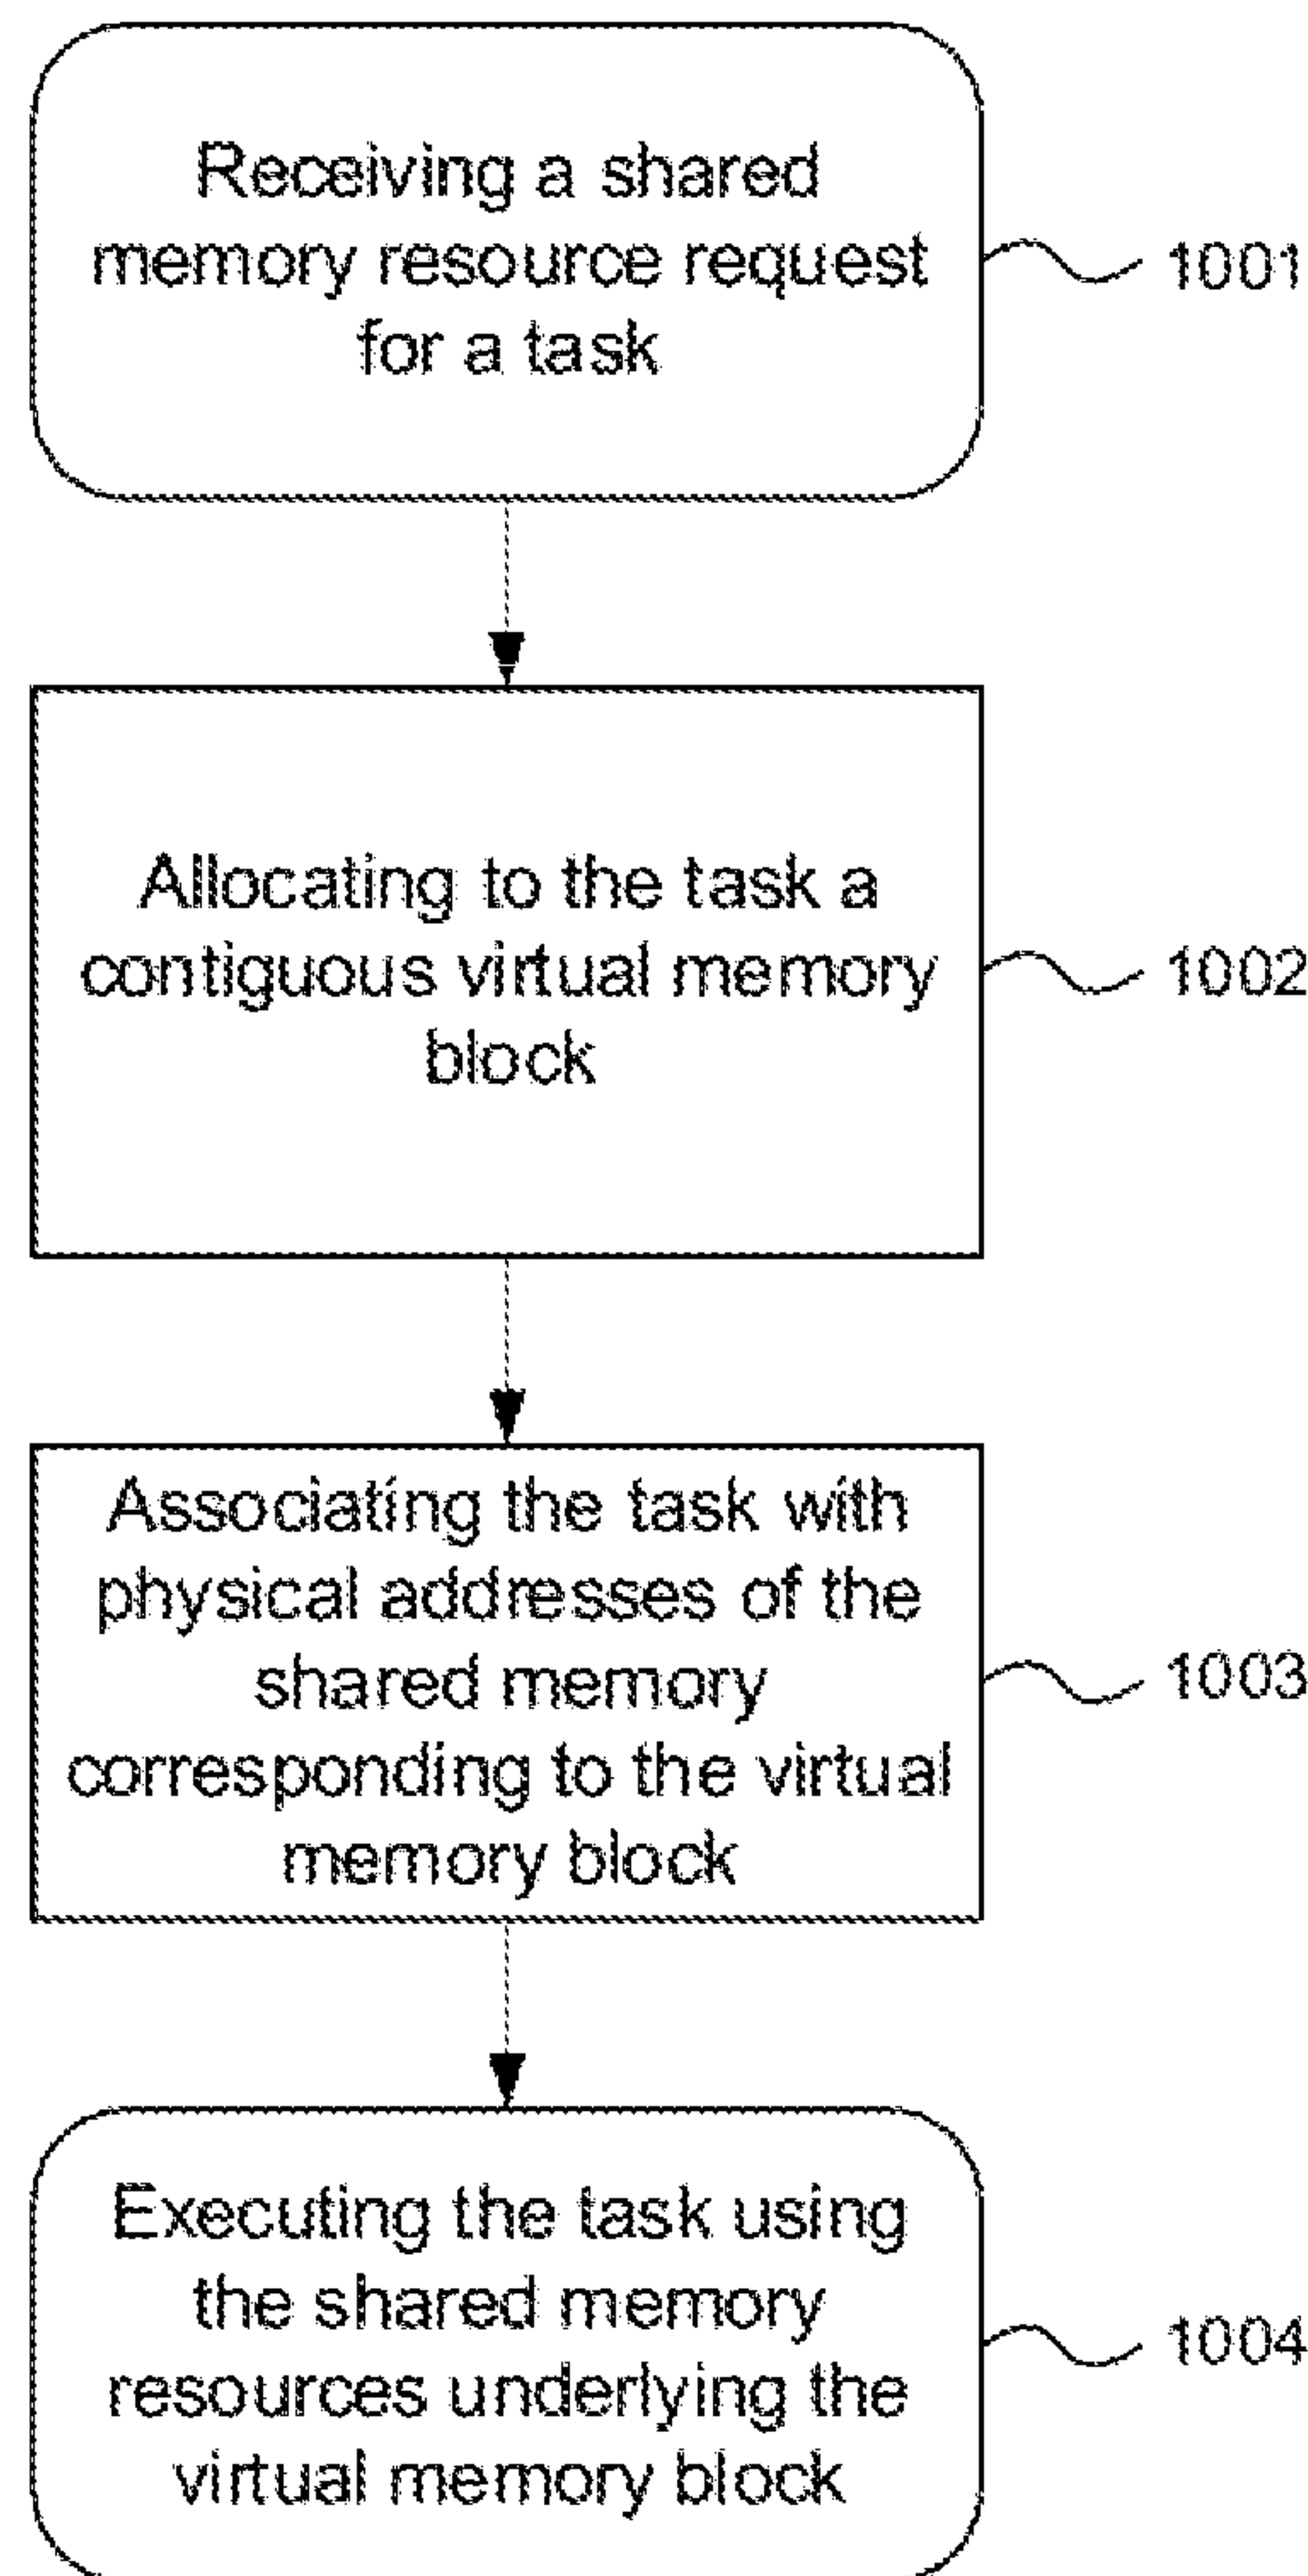 Receiving a shared
memory resource request
for a task
1001
Allocating to the task a
contiguous virtual memory
block
1002
Associating the task with
physical addresses of the
shared memory
corresponding to the virtual
memory block
1003
Executing the task using
the shared memory
resources underlying the
virtual memory block
1004